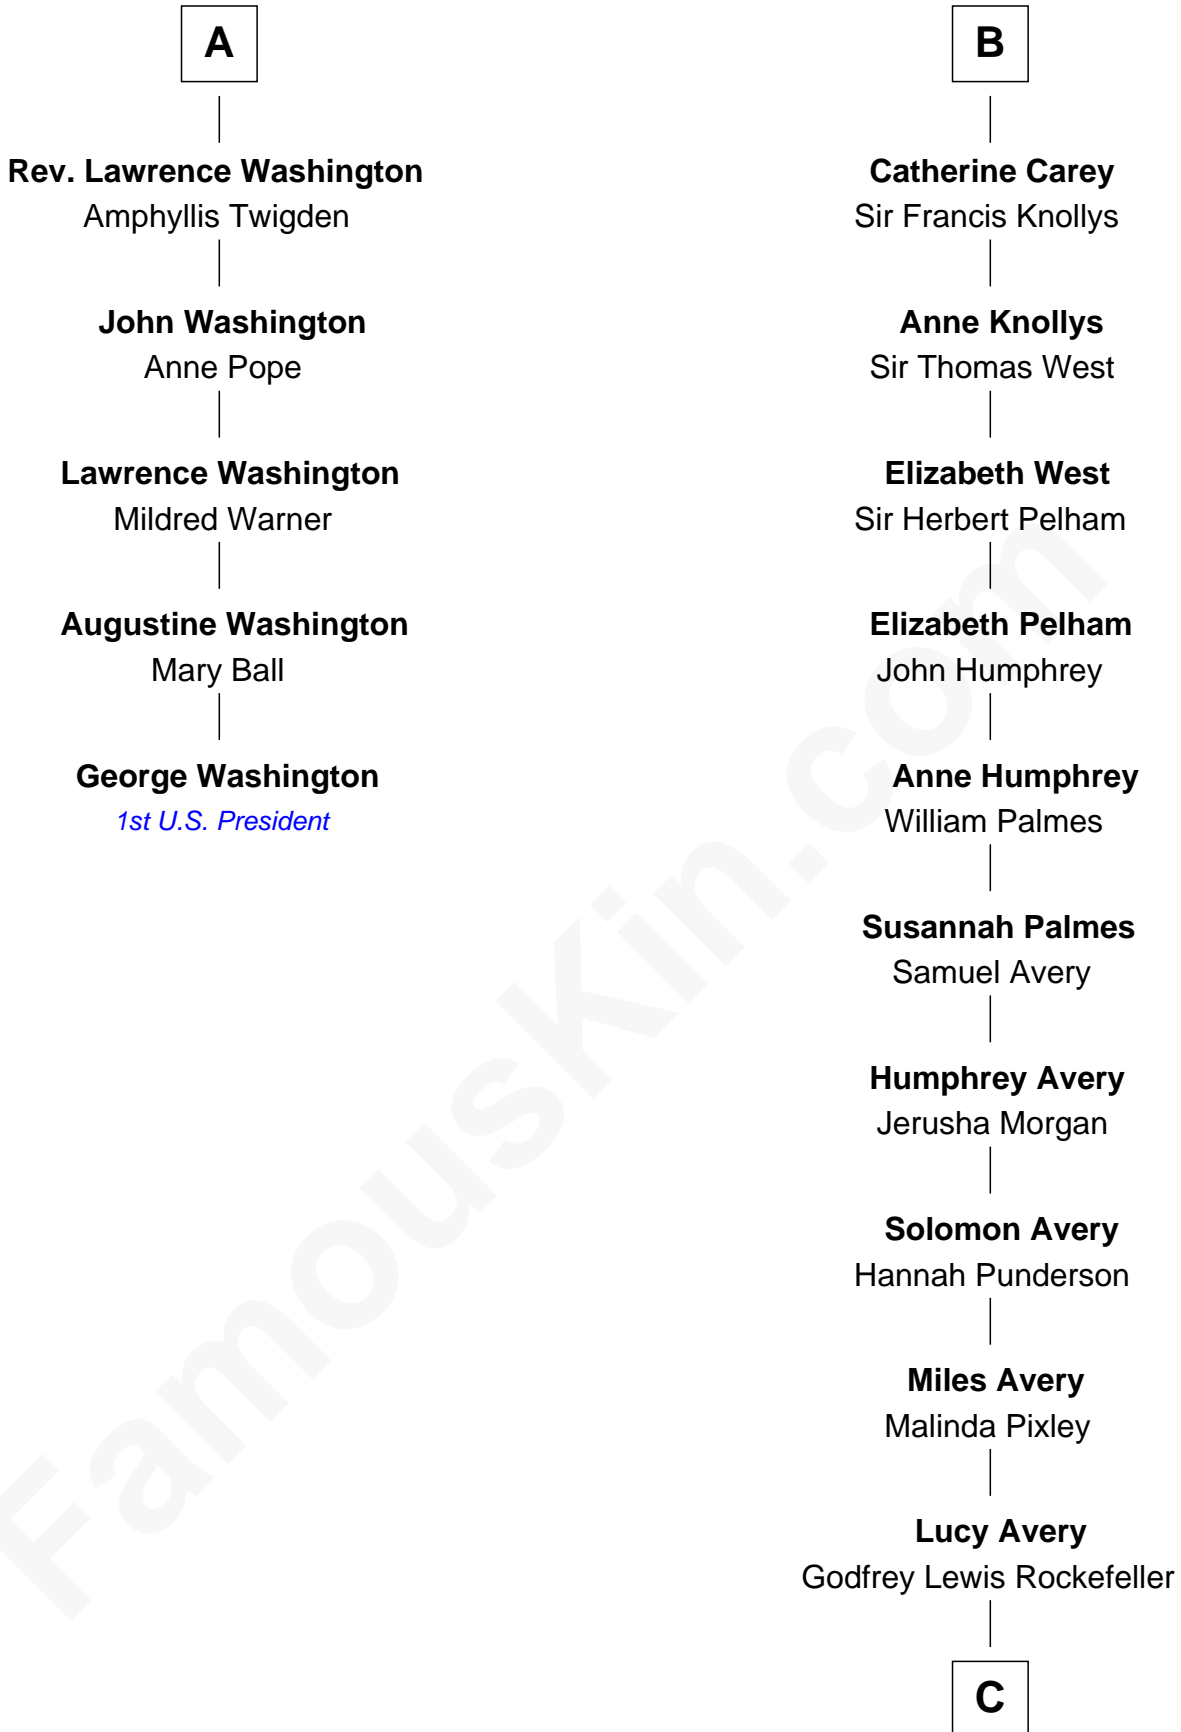 A
Rev. Lawrence Washington
Amphyllis Twigden
John Washington
Anne Pope
Lawrence Washington
Mildred Warner
Augustine Washington
Mary Ball
George Washington
1st U.S. President
B
Catherine Carey
Sir Francis Knollys
Anne Knollys
Sir Thomas West
Elizabeth West
Sir Herbert Pelham
Elizabeth Pelham
John Humphrey
Anne Humphrey
William Palmes
Susannah Palmes
Samuel Avery
Humphrey Avery
Jerusha Morgan
Solomon Avery
Hannah Punderson
Miles Avery
Malinda Pixley
Lucy Avery
Godfrey Lewis Rockefeller
C
FamousKin.com